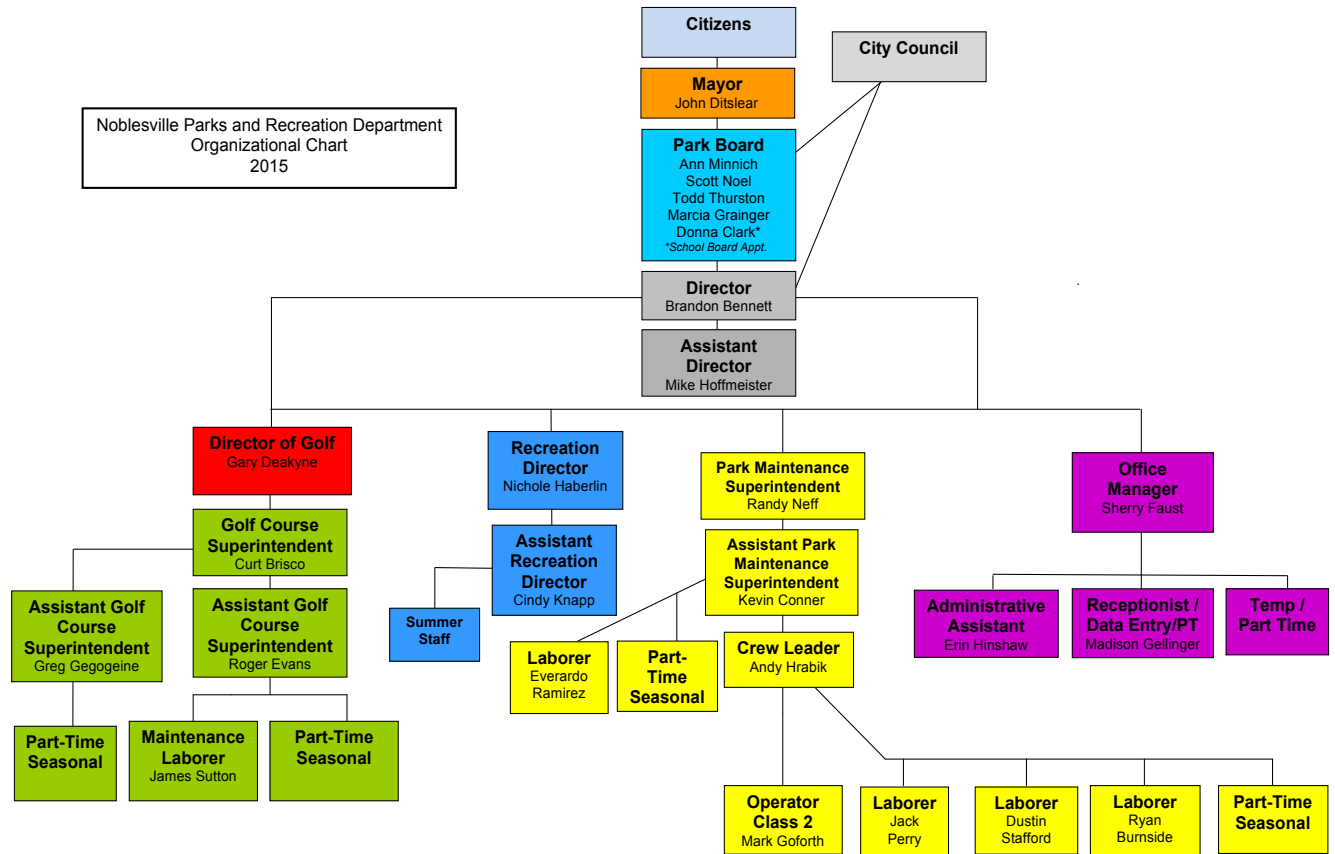 Citizens
City Council
Mayor
John Ditslear
Noblesville Parks and Recreation Department
Organizational Chart
2015
Park Board
Ann Minnich
Scott Noel
Todd Thurston
Marcia Grainger
Donna Clark*
*School Board Appt.
Director
Brandon Bennett
Assistant
Director
Mike Hoffmeister
Director of Golf
Gary Deakyne
Recreation
Director
Nichole Haberlin
Park Maintenance
Superintendent
Randy Neff
Office
Manager
Sherry Faust
Golf Course
Superintendent
Curt Brisco
Assistant
Recreation
Director
Cindy Knapp
Assistant Park
Maintenance
Superintendent
Kevin Conner
Assistant Golf
Course
Superintendent
Greg Gegogeine
Assistant Golf
Course
Superintendent
Roger Evans
Summer
Staff
Administrative
Assistant
Erin Hinshaw
Receptionist /
Data Entry/PT
Madison Gellinger
Temp /
Part Time
Laborer
Everardo
Ramirez
Part-
Time
Seasonal
Crew Leader
Andy Hrabik
Part-Time
Seasonal
Maintenance
Laborer
James Sutton
Part-Time
Seasonal
Operator
Class 2
Mark Goforth
Laborer
Jack
Perry
Laborer
Dustin
Stafford
Laborer
Ryan
Burnside
Part-Time
Seasonal